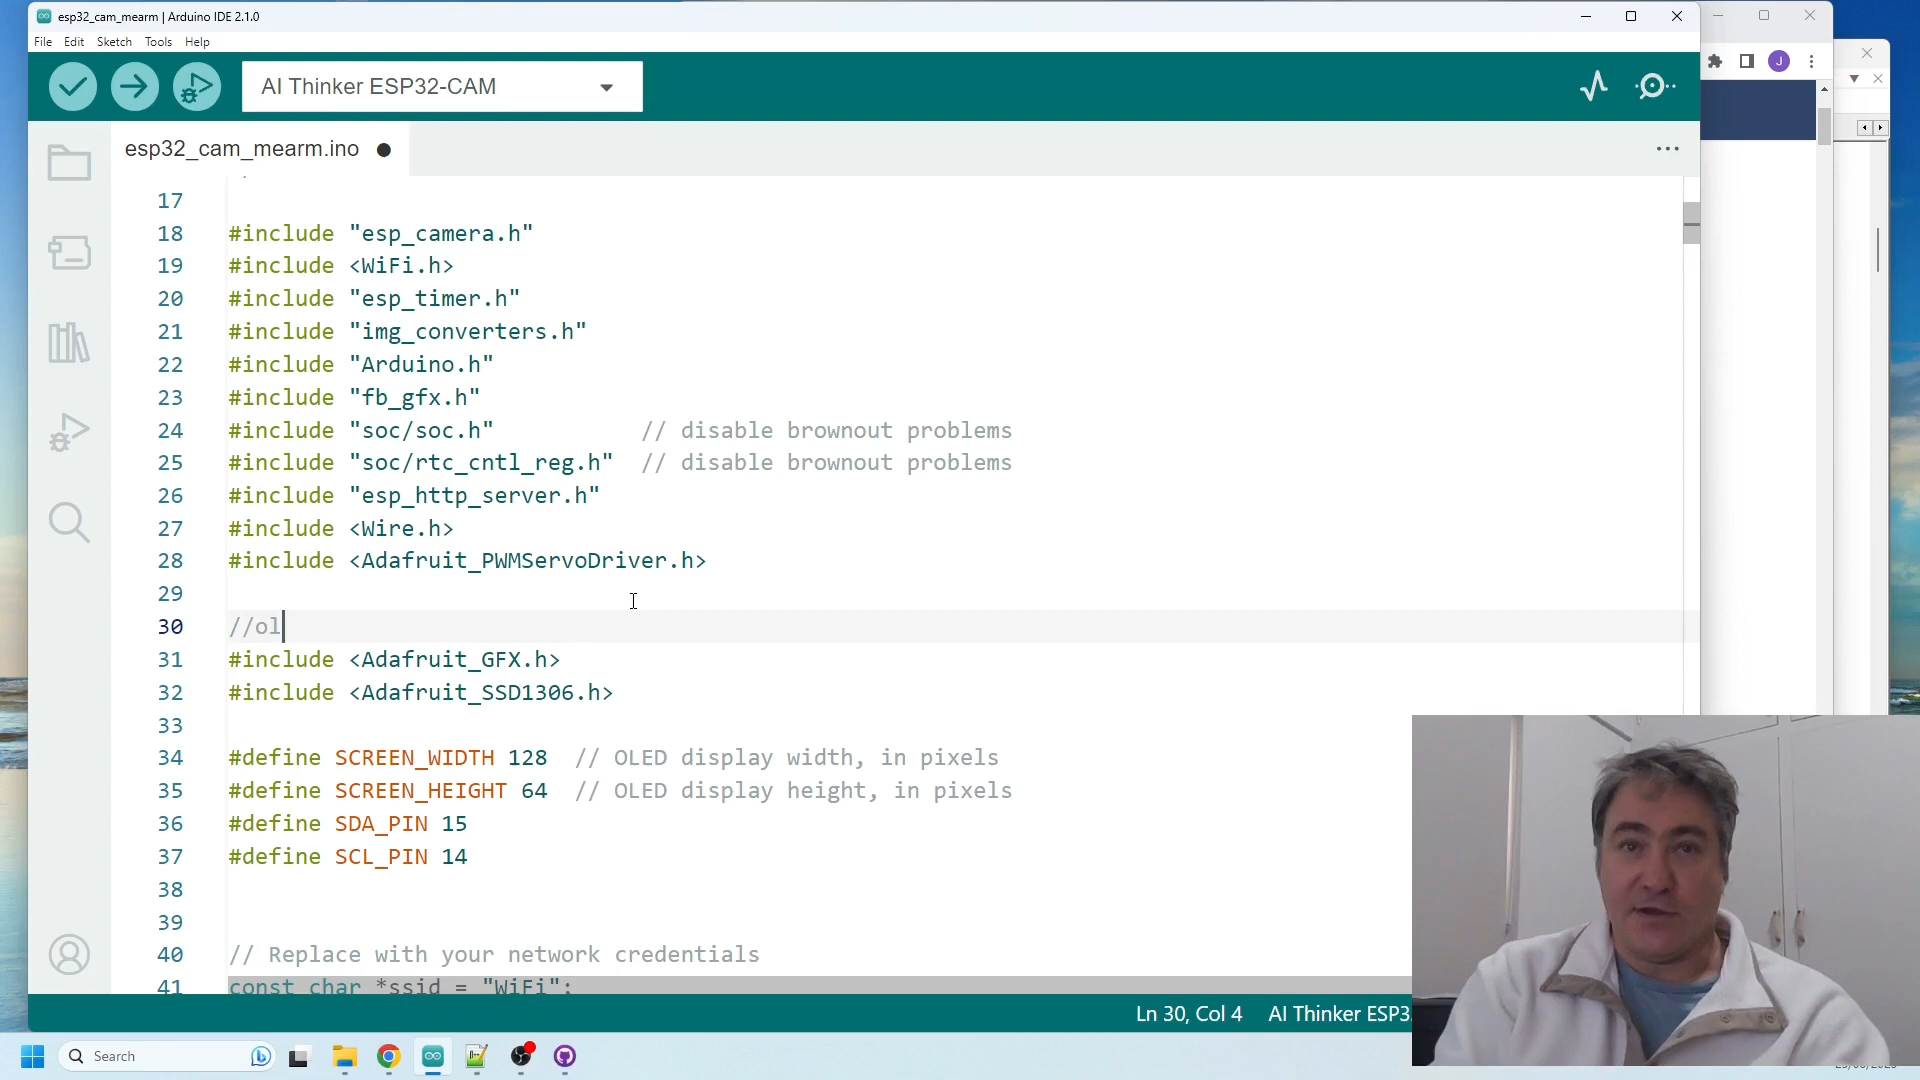 esp32_cam_mearm | Arduino IDE 2.1.0
File Edit Sketch Tools Help
AI Thinker ESP32-CAM
J
esp32_cam_mearm.ino
17
18 #include "esp_camera.h"
19 #include <WiFi.h>
20 #include "esp_timer.h"
21 #include "img_converters.h"
22 #include "Arduino.h"
23 #include "fb_gfx.h"
24 #include "soc/soc.h" // disable brownout problems
25 #include "soc/rtc_cntl_reg.h" // disable brownout problems
26 #include "esp_http_server.h"
27 #include <Wire.h>
28 #include <Adafruit_PWMServoDriver.h>
29
30 //ol
31 #include <Adafruit_GFX.h>
32 #include <Adafruit_SSD1306.h>
33
34 #define SCREEN_WIDTH 128 // OLED display width, in pixels
35 #define SCREEN_HEIGHT 64 // OLED display height, in pixels
36 #define SDA_PIN 15
37 #define SCL_PIN 14
38
39
40 // Replace with your network credentials
41 const char *ssid = "WiFi";
Ln 30, Col 4 AI Thinker ESP3
Search